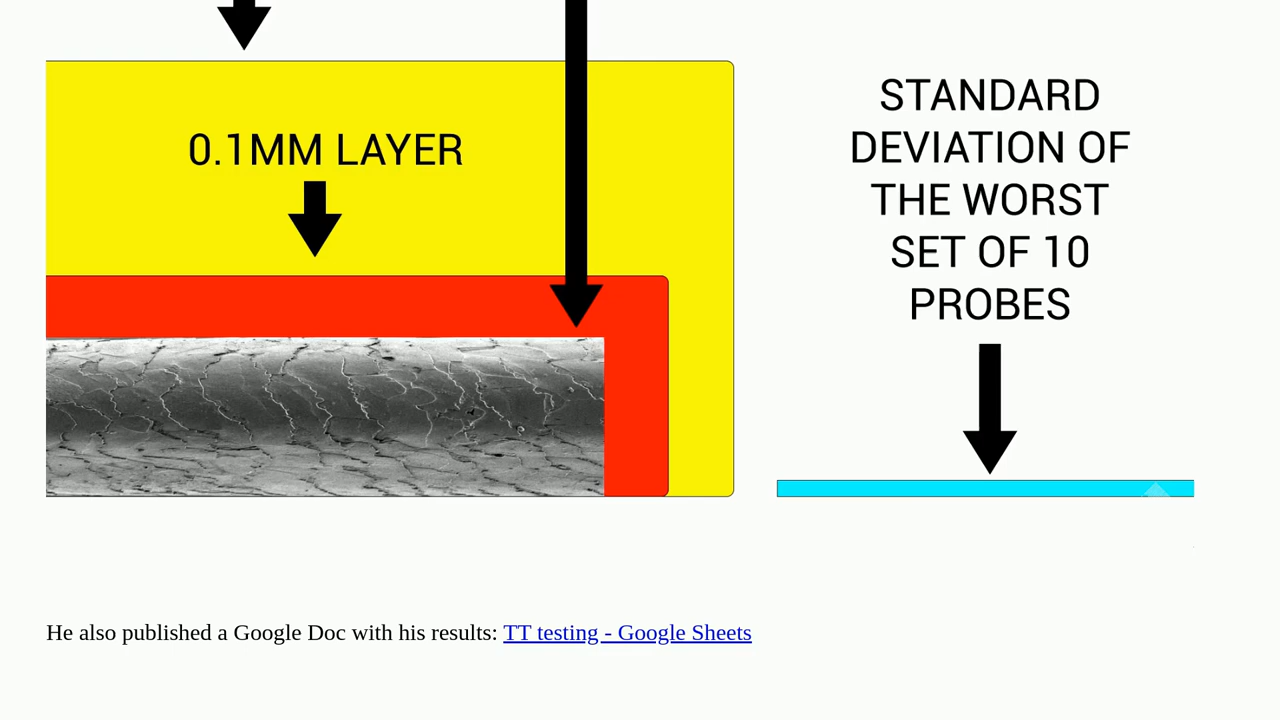 0.1MM LAYER
STANDARD
DEVIATION OF
THE WORST
SET OF 10
PROBES
He also published a Google Doc with his results: TT testing - Google Sheets